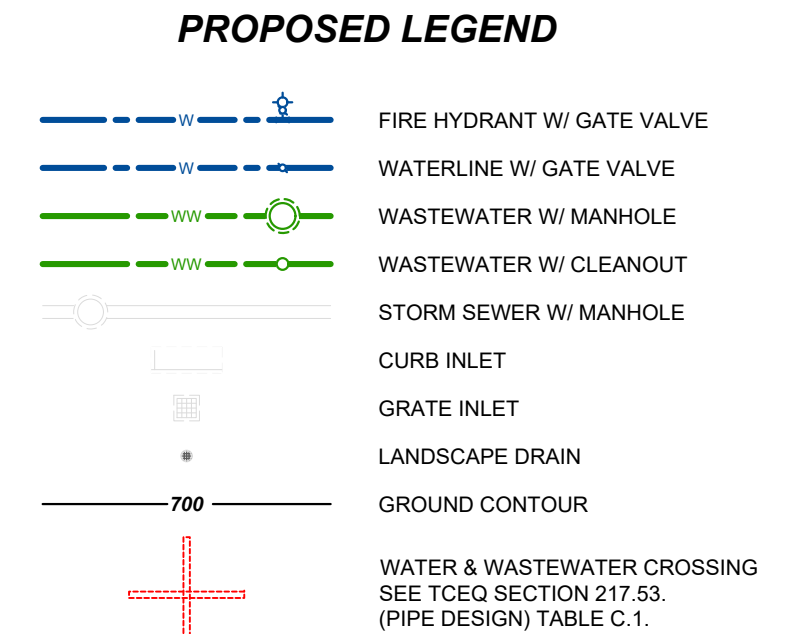 PROPOSED LEGEND
W FIRE HYDRANT W/ GATE VALVE
W WATERLINE W/ GATE VALVE
WW WASTEWATER W/ MANHOLE
WW WASTEWATER W/ CLEANOUT
STORM SEWER W/ MANHOLE
CURB INLET
GRATE INLET
LANDSCAPE DRAIN
700 GROUND CONTOUR
WATER & WASTEWATER CROSSING
SEE TCEQ SECTION 217.53.
(PIPE DESIGN) TABLE C.1.